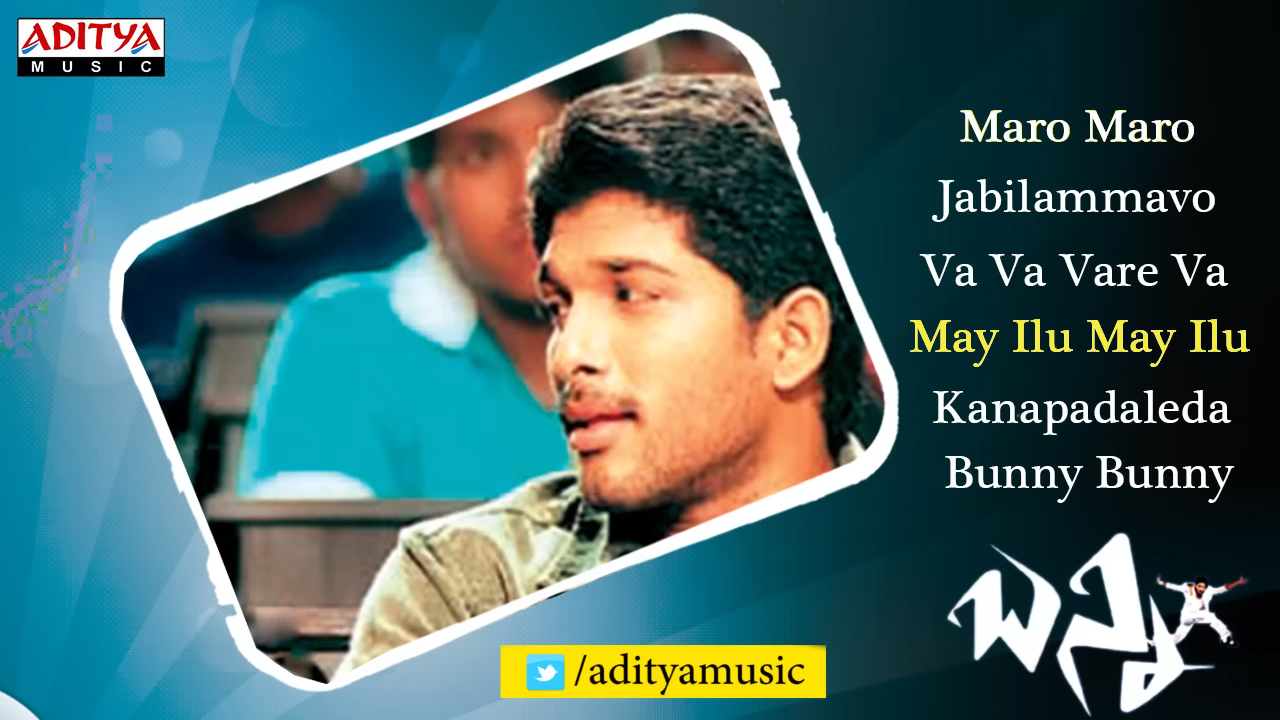 ADITYA
MUSIC
Maro Maro
Jabilammavo
Va Va Vare Va
May Ilu May Ilu
Kanapadaleda
Bunny Bunny
బన్ని
/adityamusic